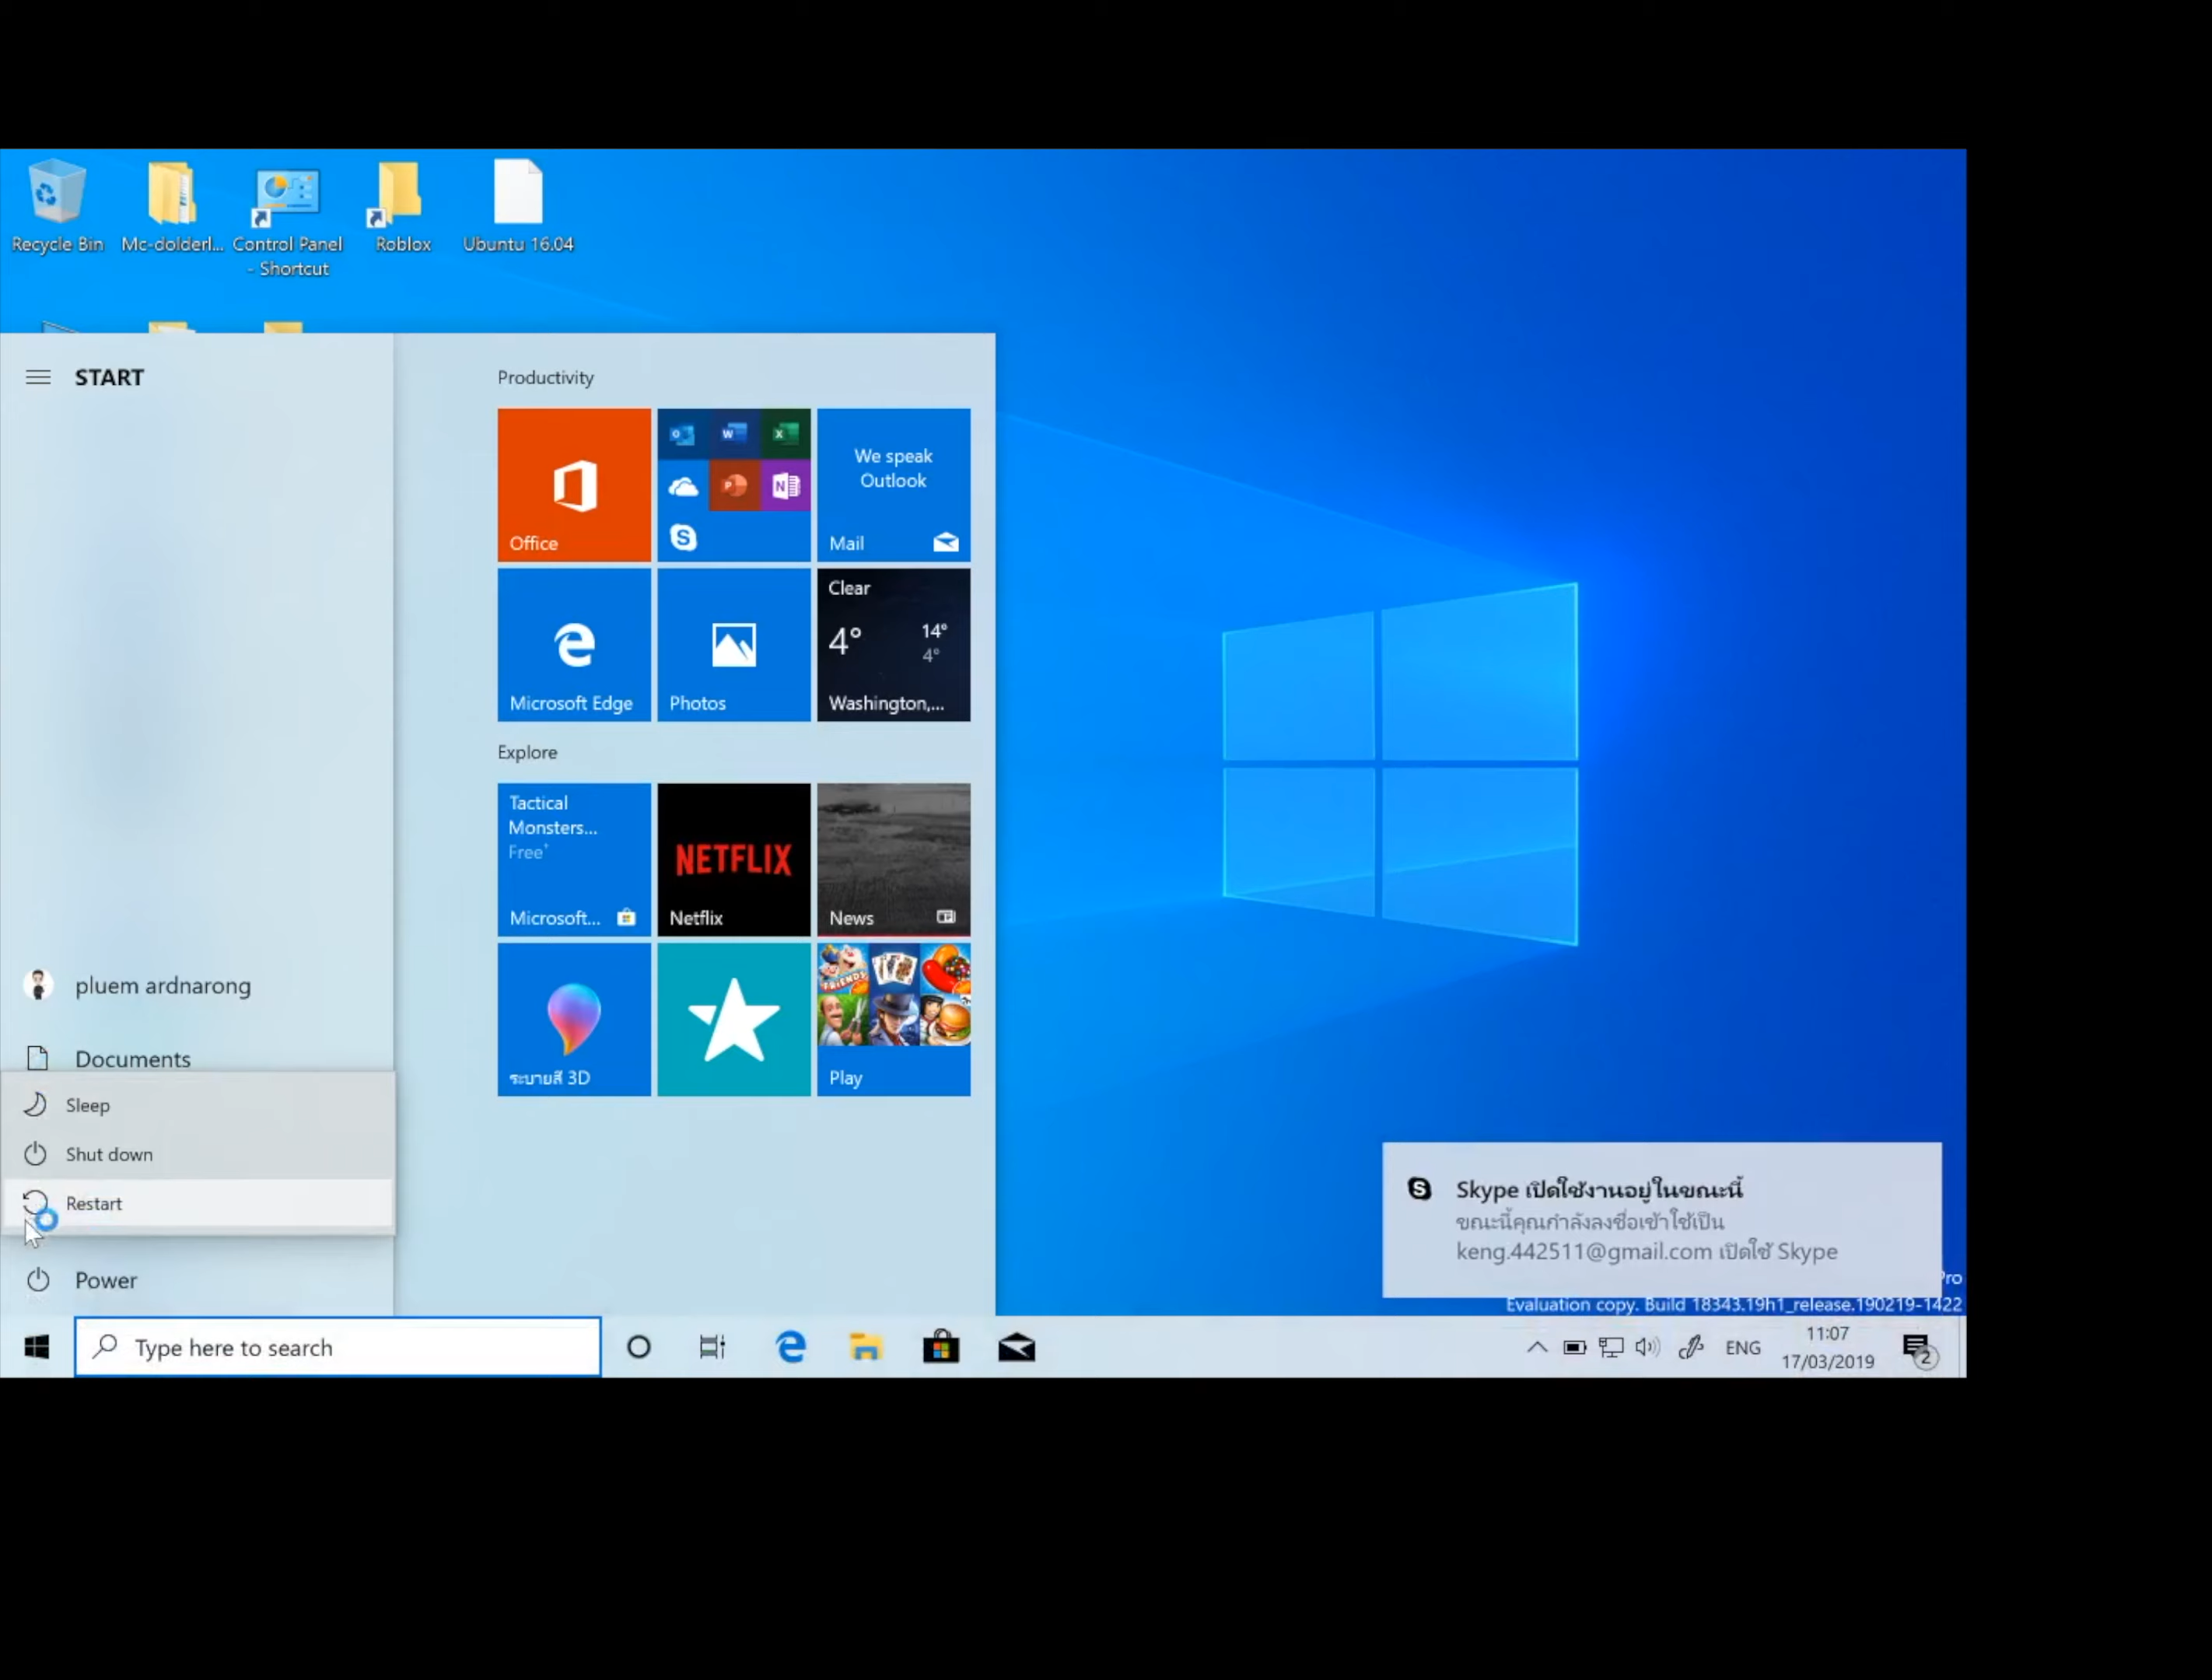 Recycle Bin
Mc-dolderl...
Control Panel
- Shortcut
Roblox
Ubuntu 16.04
START
Productivity
Office
We speak
Outlook
Mail
Microsoft Edge
Photos
Clear
4°
14°
4°
Washington,...
Explore
Tactical
Monsters...
Free+
Microsoft...
NETFLIX
Netflix
News
ระบายสี 3D
FRIENDS
Play
pluem ardnarong
Documents
Sleep
Shut down
Restart
Power
Skype เปิดใช้งานอยู่ในขณะนี้
ขณะนี้คุณกำลังลงชื่อเข้าใช้เป็น
keng.442511@gmail.com เปิดใช้ Skype
Pro
Evaluation copy. Build 18343.19h1_release.190219-1422
Type here to search
ENG
11:07
17/03/2019
2